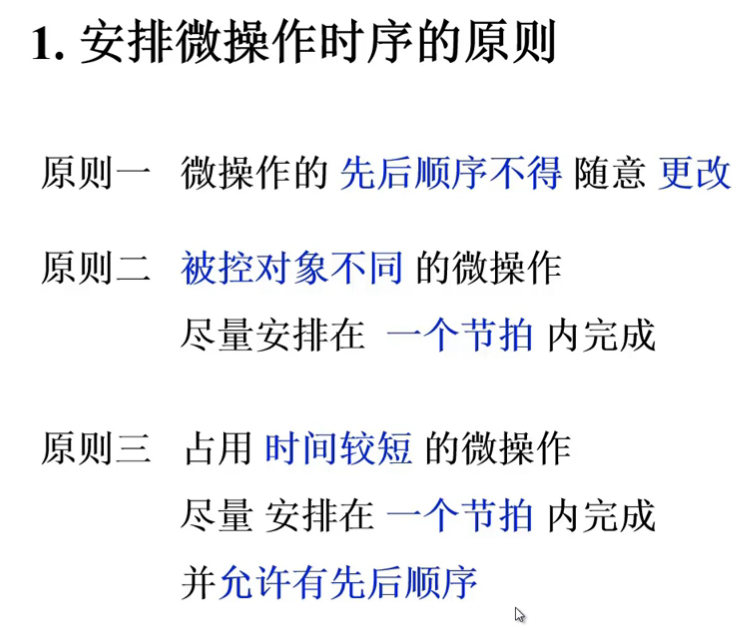 1. 安排微操作时序的原则
原则一 微操作的 先后顺序不得 随意 更改
原则二 被控对象不同 的微操作
尽量安排在 一个节拍 内完成
原则三 占用 时间较短 的微操作
尽量 安排在 一个节拍 内完成
并允许有先后顺序